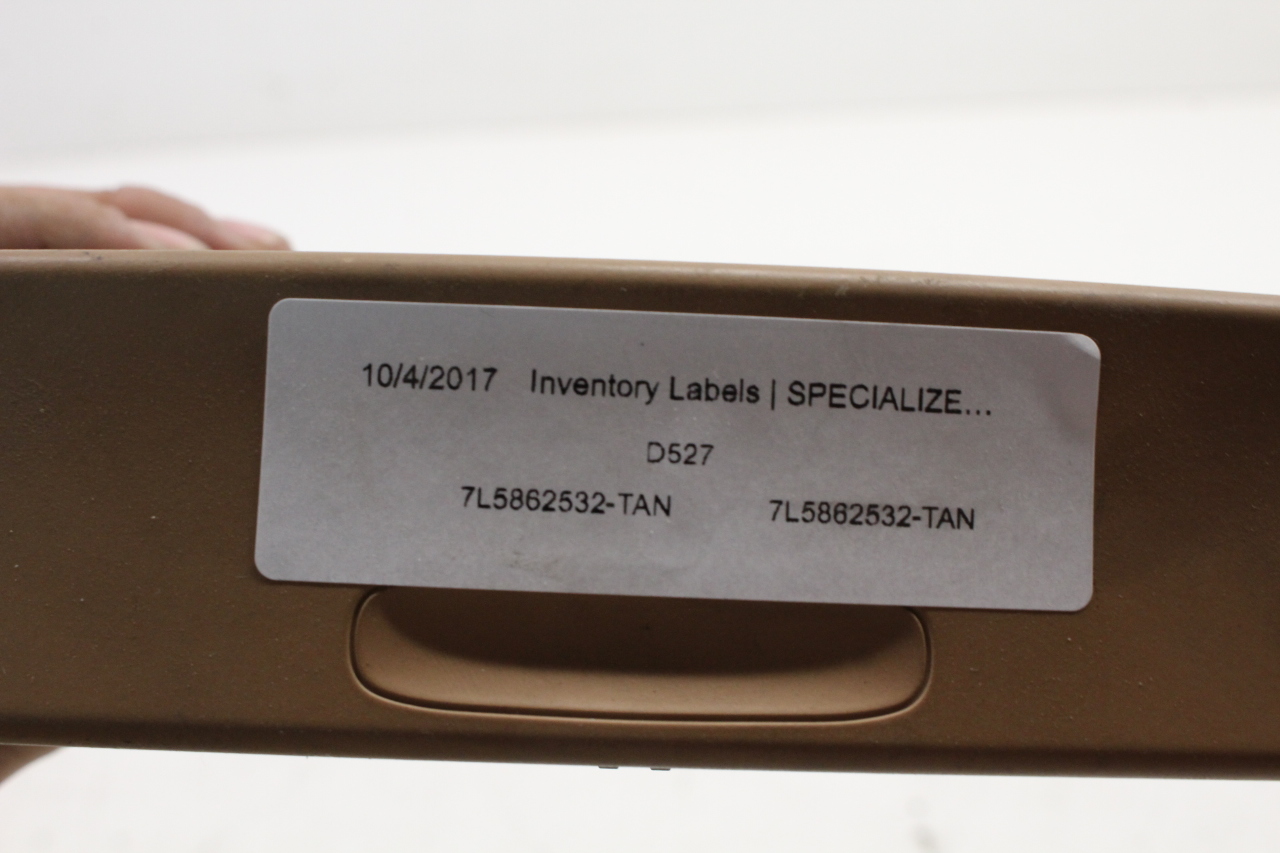 10/4/2017 Inventory Labels | SPECIALIZE...
D527
7L5862532-TAN 7L5862532-TAN